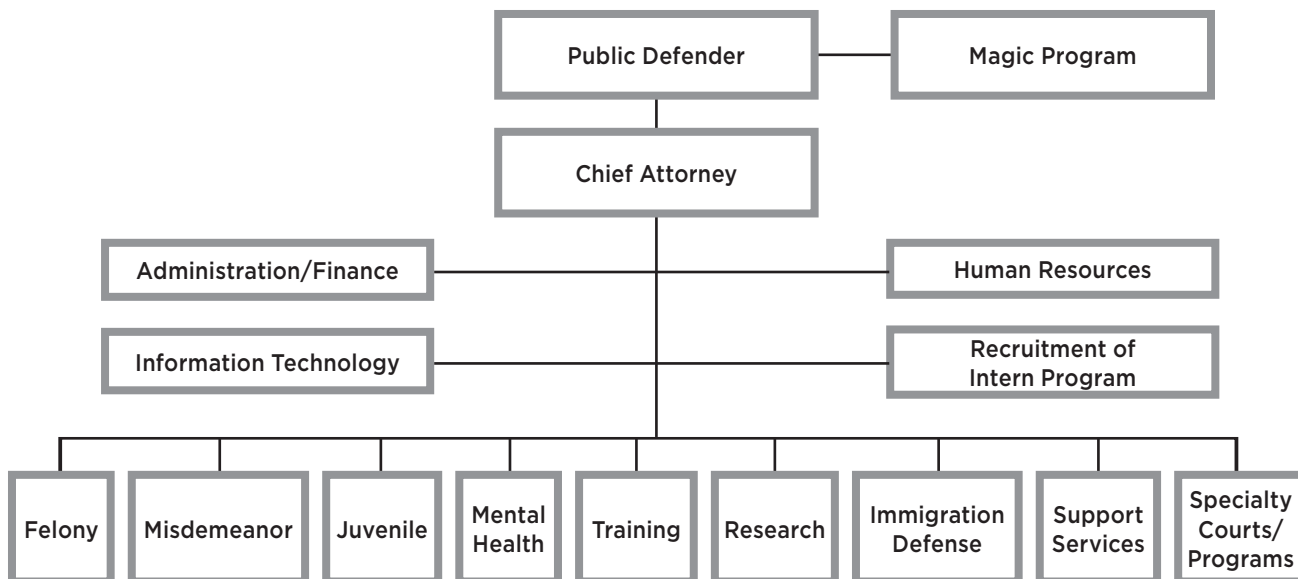 Public Defender
Magic Program
Chief Attorney
Administration/Finance
Human Resources
Information Technology
Recruitment of
Intern Program
Felony
Misdemeanor
Juvenile
Mental
Health
Training
Research
Immigration
Defense
Support
Services
Specialty
Courts/
Programs